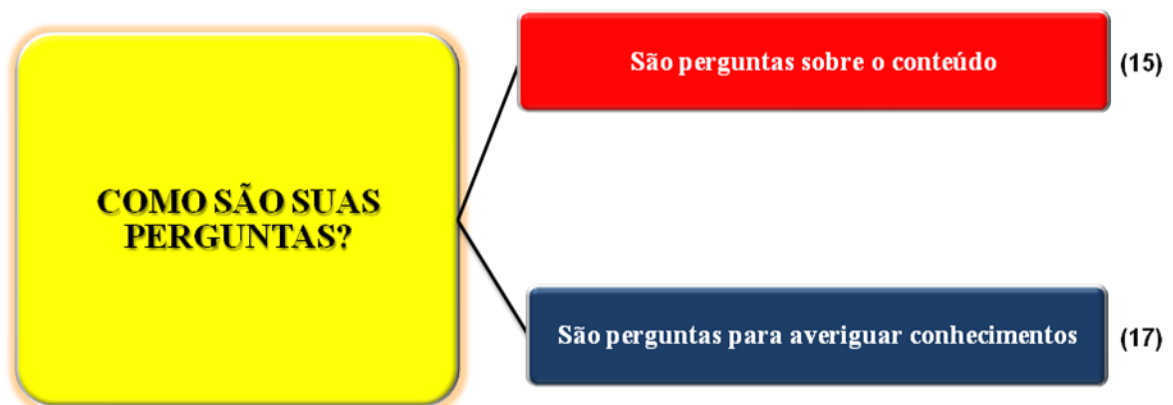 COMO SÃO SUAS
PERGUNTAS?
São perguntas sobre o conteúdo
(15)
São perguntas para averiguar conhecimentos
(17)